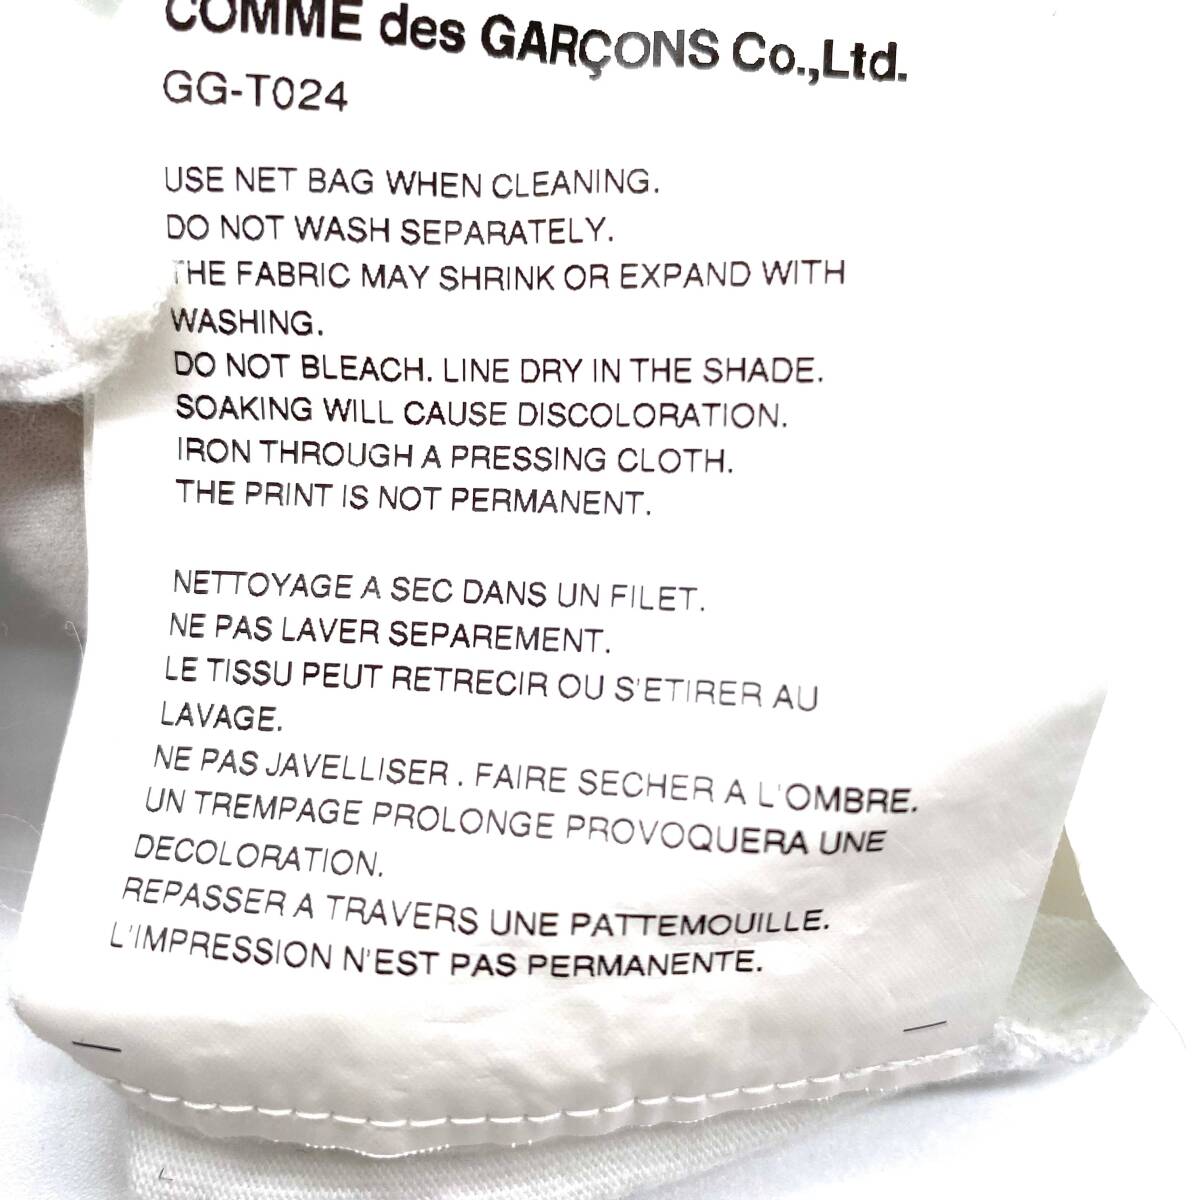 COMME des GARÇONS Co.,Ltd.
GG-T024
USE NET BAG WHEN CLEANING.
DO NOT WASH SEPARATELY.
THE FABRIC MAY SHRINK OR EXPAND WITH
WASHING.
DO NOT BLEACH. LINE DRY IN THE SHADE.
SOAKING WILL CAUSE DISCOLORATION.
IRON THROUGH A PRESSING CLOTH.
THE PRINT IS NOT PERMANENT.
NETTOYAGE A SEC DANS UN FILET.
NE PAS LAVER SEPAREMENT.
LE TISSU PEUT RETRECIR OU S'ETIRER AU
LAVAGE.
NE PAS JAVELLISER . FAIRE SECHER A L'OMBRE.
UN TREMPAGE PROLONGE PROVOQUERA UNE
DECOLORATION.
REPASSER A TRAVERS UNE PATTEMOUILLE.
L'IMPRESSION N'EST PAS PERMANENTE.